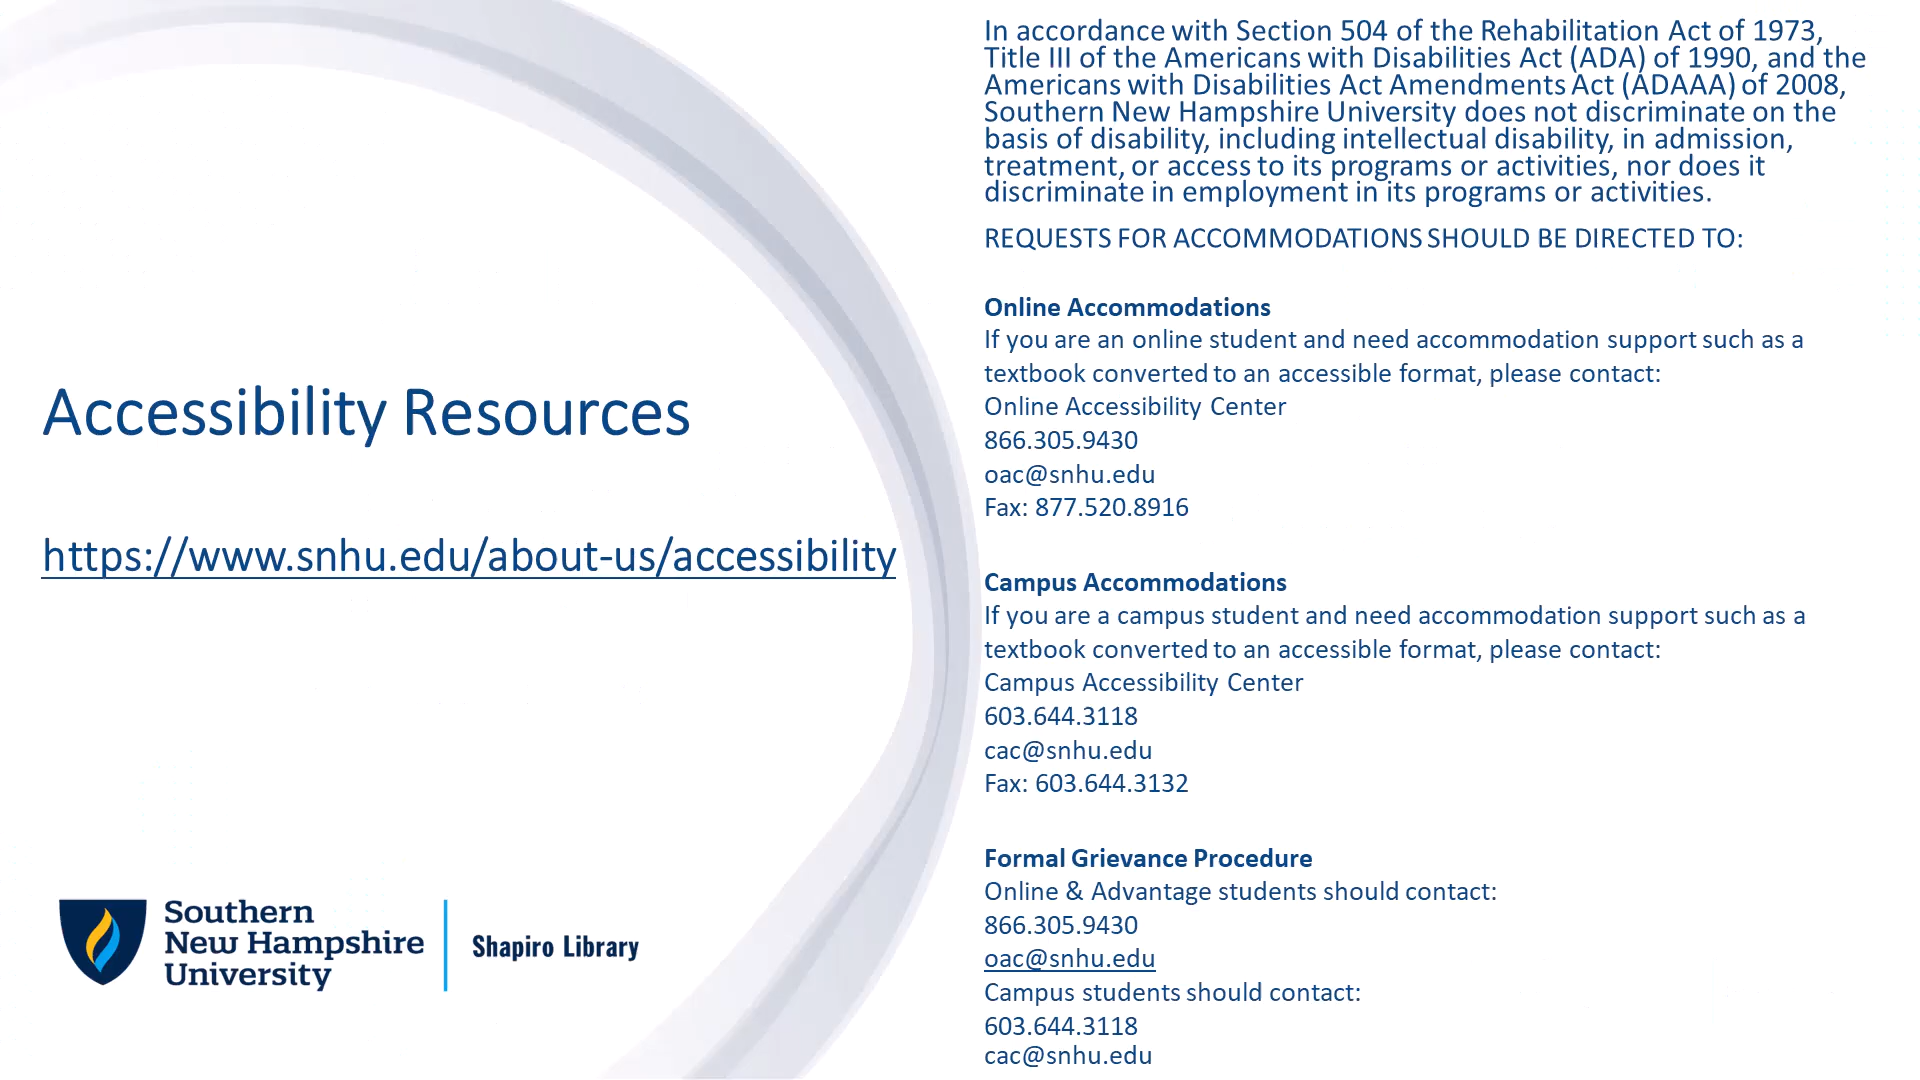 Accessibility Resources
https://www.snhu.edu/about-us/accessibility
Southern
New Hampshire
University
Shapiro Library
In accordance with Section 504 of the Rehabilitation Act of 1973,
Title III of the Americans with Disabilities Act (ADA) of 1990, and the
Americans with Disabilities Act Amendments Act (ADAAA) of 2008,
Southern New Hampshire University does not discriminate on the
basis of disability, including intellectual disability, in admission,
treatment, or access to its programs or activities, nor does it
discriminate in employment in its programs or activities.
REQUESTS FOR ACCOMMODATIONS SHOULD BE DIRECTED TO:
Online Accommodations
If you are an online student and need accommodation support such as a
textbook converted to an accessible format, please contact:
Online Accessibility Center
866.305.9430
oac@snhu.edu
Fax: 877.520.8916
Campus Accommodations
If you are a campus student and need accommodation support such as a
textbook converted to an accessible format, please contact:
Campus Accessibility Center
603.644.3118
cac@snhu.edu
Fax: 603.644.3132
Formal Grievance Procedure
Online & Advantage students should contact:
866.305.9430
oac@snhu.edu
Campus students should contact:
603.644.3118
cac@snhu.edu